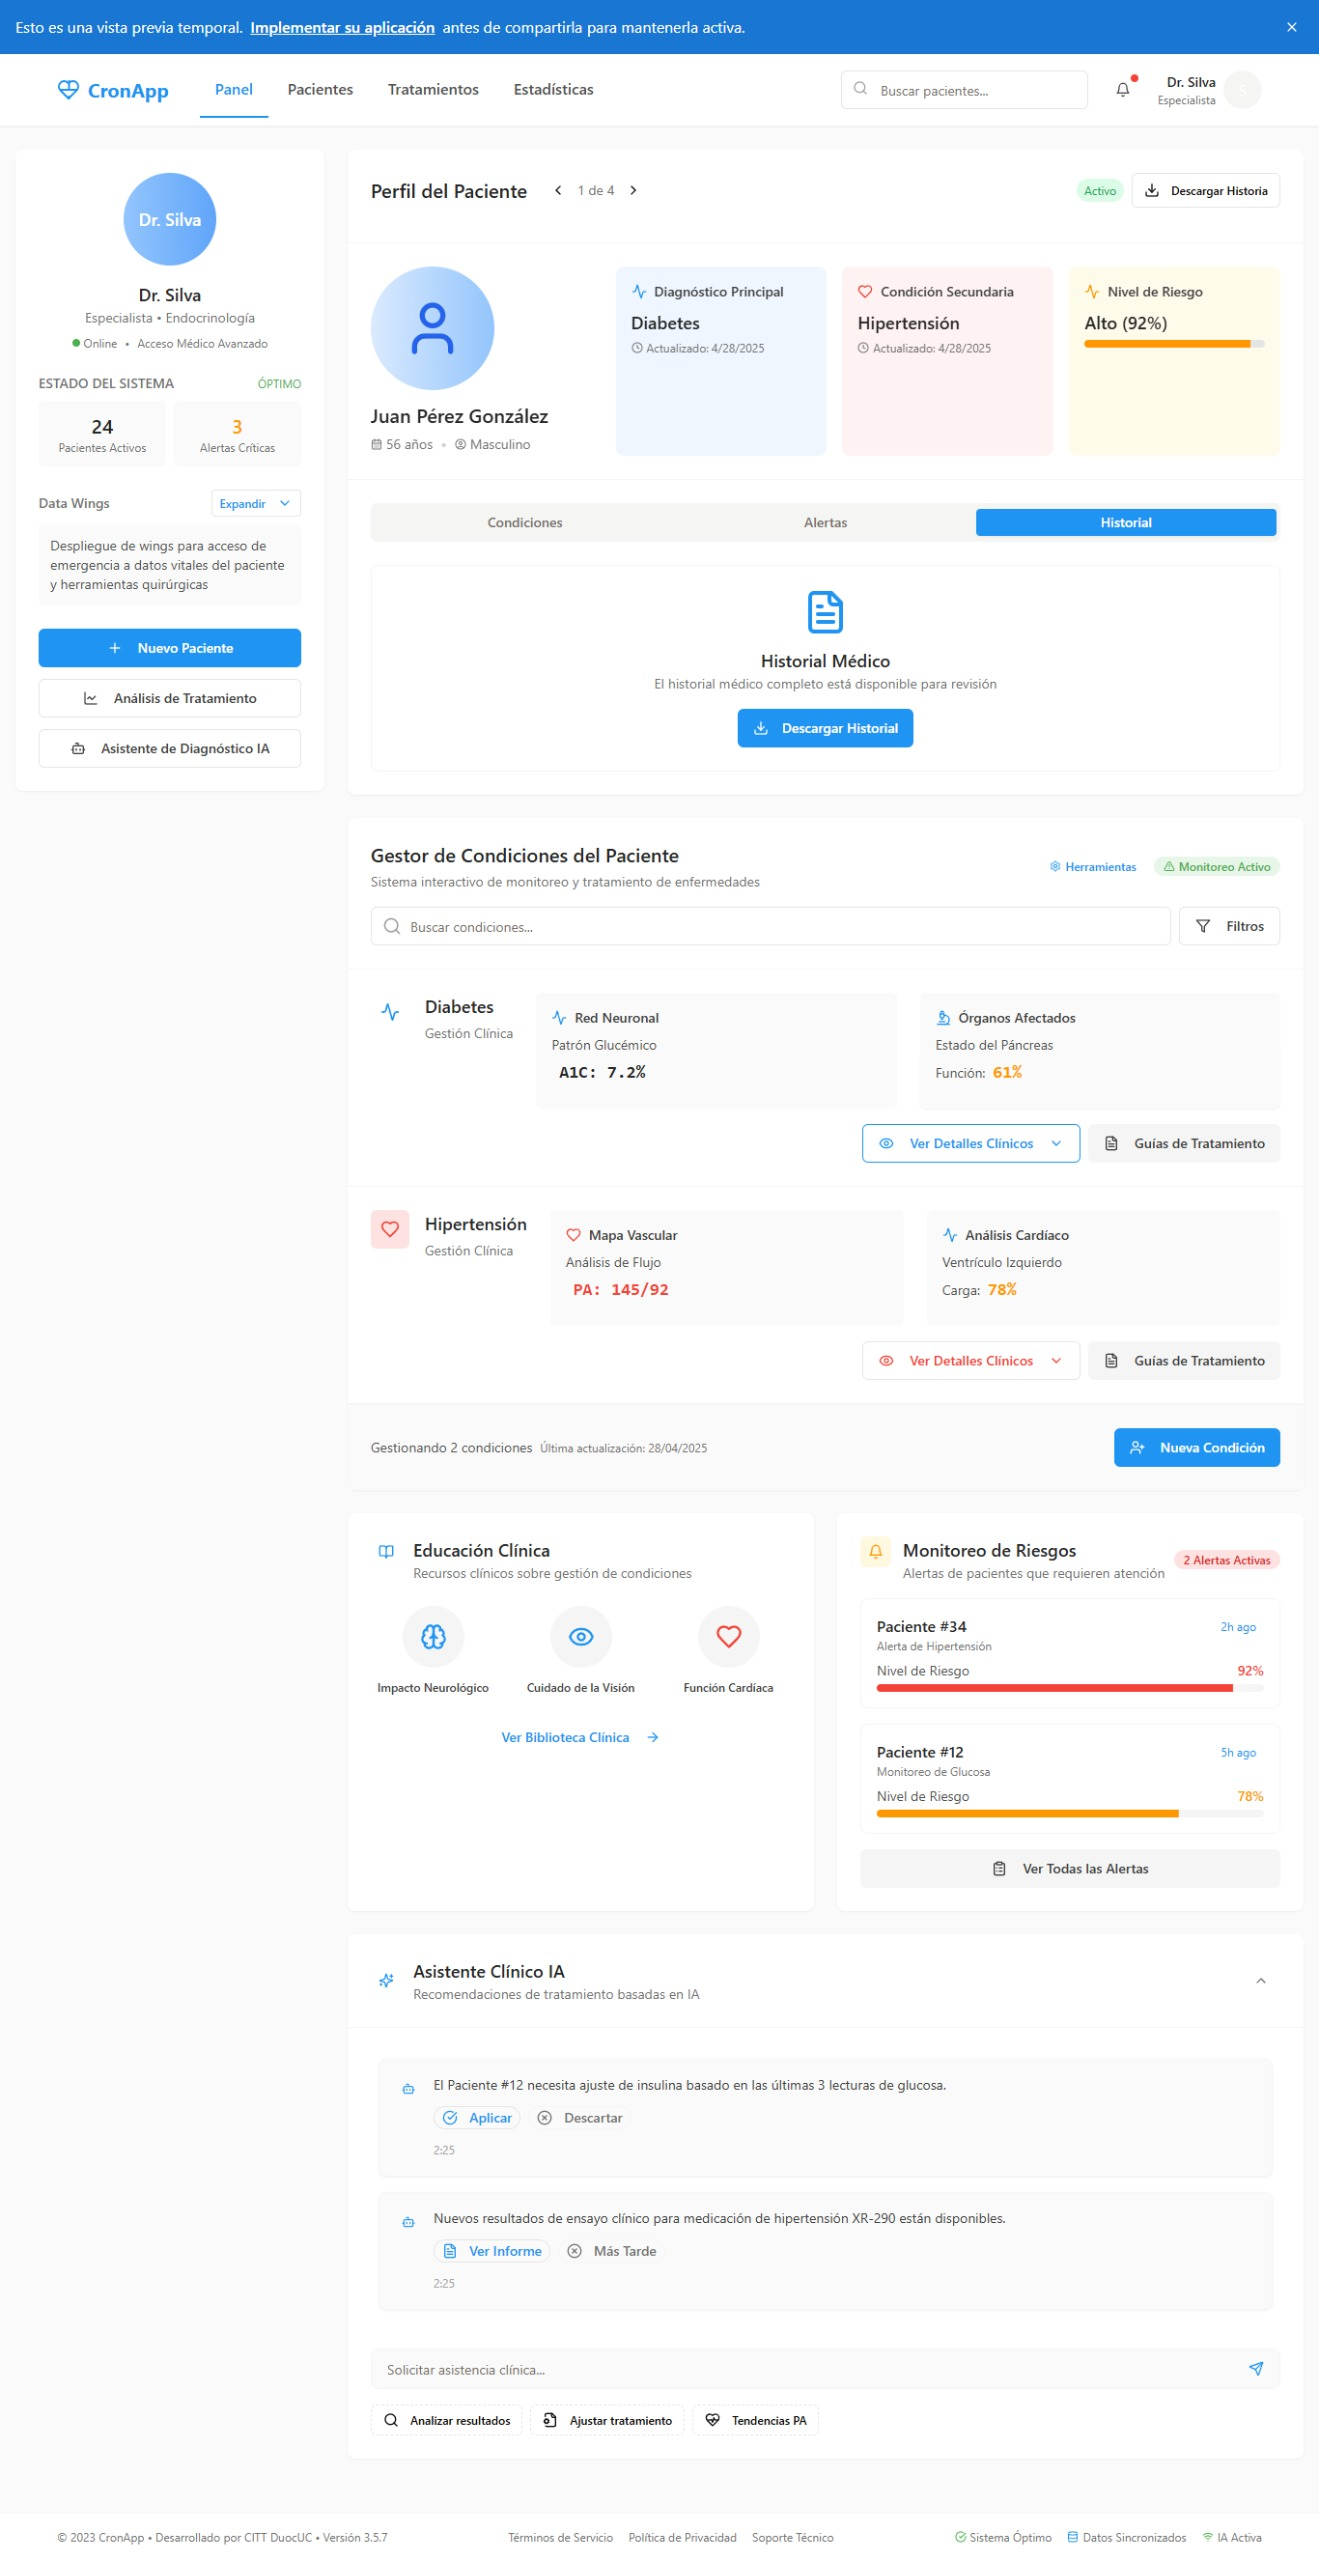 Esto es una vista previa temporal. Implementar su aplicación antes de compartirla para mantenerla activa.
CronApp
Panel
Pacientes
Tratamientos
Estadísticas
Buscar pacientes...
Dr. Silva
Especialista
S
Dr. Silva
Dr. Silva
Especialista • Endocrinología
Online • Acceso Médico Avanzado
ESTADO DEL SISTEMA
ÓPTIMO
24
Pacientes Activos
3
Alertas Críticas
Data Wings
Expandir
Despliegue de wings para acceso de
emergencia a datos vitales del paciente
y herramientas quirúrgicas
Nuevo Paciente
Análisis de Tratamiento
Asistente de Diagnóstico IA
Perfil del Paciente
1 de 4
Activo
Descargar Historia
Juan Pérez González
56 años • Masculino
Diagnóstico Principal
Diabetes
Actualizado: 4/28/2025
Condición Secundaria
Hipertensión
Actualizado: 4/28/2025
Nivel de Riesgo
Alto (92%)
Condiciones
Alertas
Historial
Historial Médico
El historial médico completo está disponible para revisión
Descargar Historial
Gestor de Condiciones del Paciente
Sistema interactivo de monitoreo y tratamiento de enfermedades
Herramientas
Monitoreo Activo
Buscar condiciones...
Filtros
Diabetes
Gestión Clínica
Red Neuronal
Patrón Glucémico
A1C: 7.2%
Órganos Afectados
Estado del Páncreas
Función: 61%
Ver Detalles Clínicos
Guías de Tratamiento
Hipertensión
Gestión Clínica
Mapa Vascular
Análisis de Flujo
PA: 145/92
Análisis Cardíaco
Ventrículo Izquierdo
Carga: 78%
Ver Detalles Clínicos
Guías de Tratamiento
Gestionando 2 condiciones Última actualización: 28/04/2025
Nueva Condición
Educación Clínica
Recursos clínicos sobre gestión de condiciones
Impacto Neurológico
Cuidado de la Visión
Función Cardíaca
Ver Biblioteca Clínica
Monitoreo de Riesgos
Alertas de pacientes que requieren atención
2 Alertas Activas
Paciente #34
2h ago
Alerta de Hipertensión
Nivel de Riesgo
92%
Paciente #12
5h ago
Monitoreo de Glucosa
Nivel de Riesgo
78%
Ver Todas las Alertas
Asistente Clínico IA
Recomendaciones de tratamiento basadas en IA
El Paciente #12 necesita ajuste de insulina basado en las últimas 3 lecturas de glucosa.
Aplicar
Descartar
2:25
Nuevos resultados de ensayo clínico para medicación de hipertensión XR-290 están disponibles.
Ver Informe
Más Tarde
2:25
Solicitar asistencia clínica...
Analizar resultados
Ajustar tratamiento
Tendencias PA
© 2023 CronApp • Desarrollado por CITT DuocUC • Versión 3.5.7
Términos de Servicio
Política de Privacidad
Soporte Técnico
Sistema Óptimo
Datos Sincronizados
IA Activa